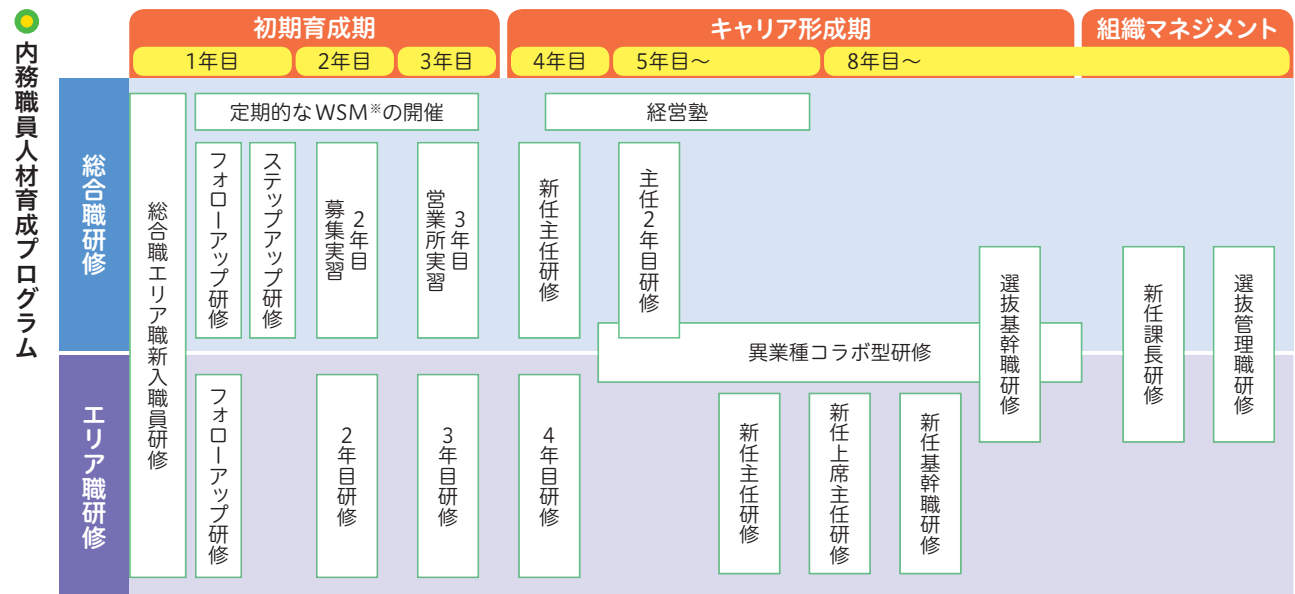 内務職員人材育成プログラム
初期育成期
キャリア形成期
組織マネジメント
1年目
2年目
3年目
4年目
5年目～
8年目～
総合職研修
総合職エリア職新入職員研修
定期的なWSM※の開催
経営塾
フォローアップ研修
ステップアップ研修
2年目
募集実習
3年目
営業所実習
新任主任研修
主任2年目研修
異業種コラボ型研修
選抜基幹職研修
新任課長研修
選抜管理職研修
エリア職研修
フォローアップ研修
2年目研修
3年目研修
4年目研修
新任主任研修
新任上席主任研修
新任基幹職研修